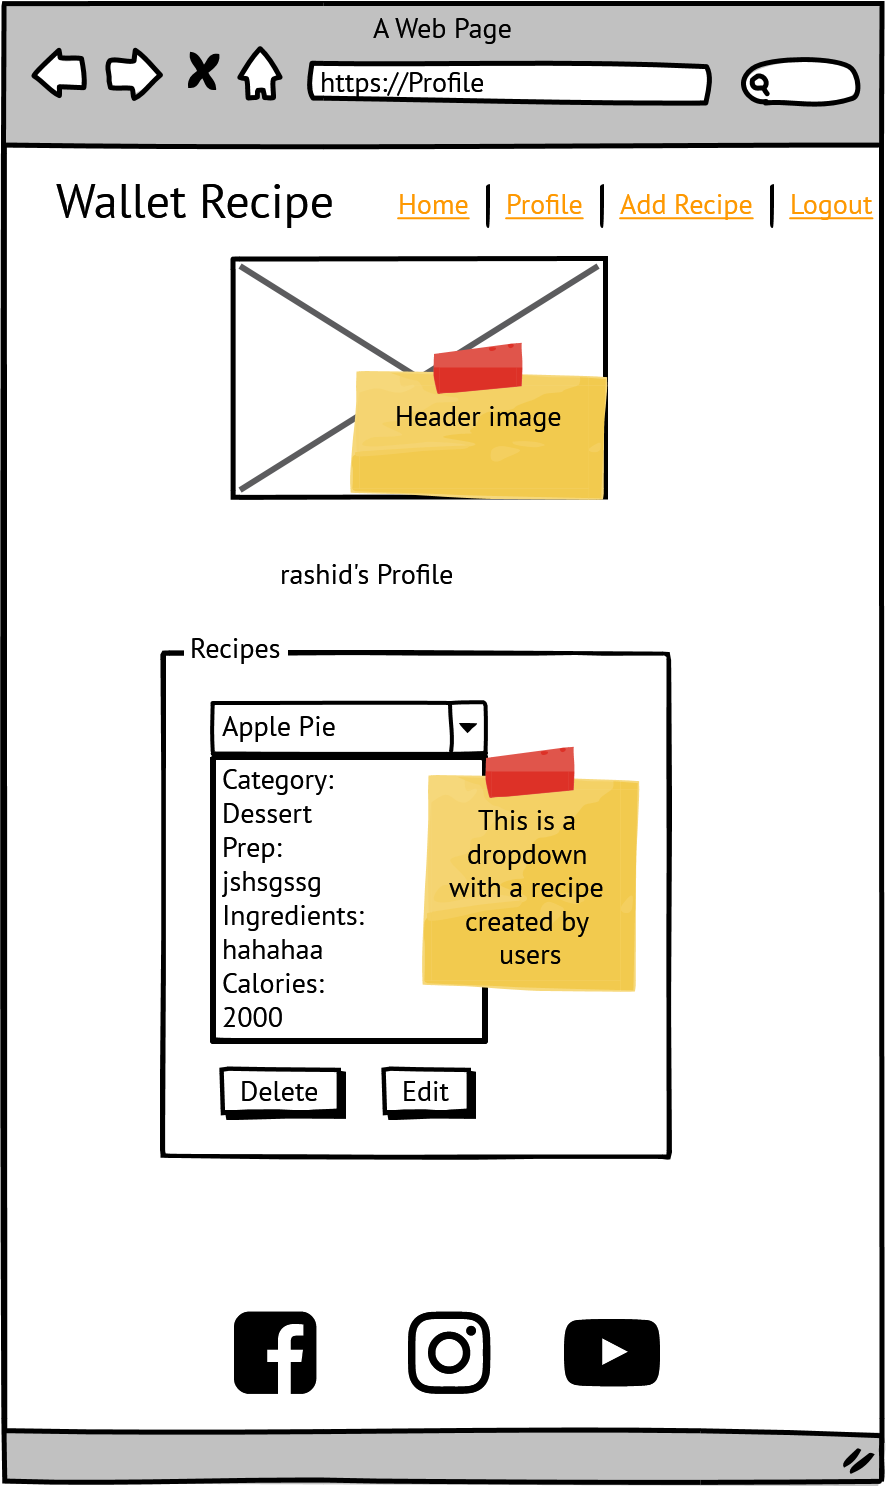 A Web Page
https://Profile
Wallet Recipe
Home | Profile | Add Recipe | Logout
Header image
rashid's Profile
Recipes
Apple Pie
Category:
Dessert
Prep:
jshsgssg
Ingredients:
hahahaa
Calories:
2000
This is a
dropdown
with a recipe
created by
users
Delete
Edit